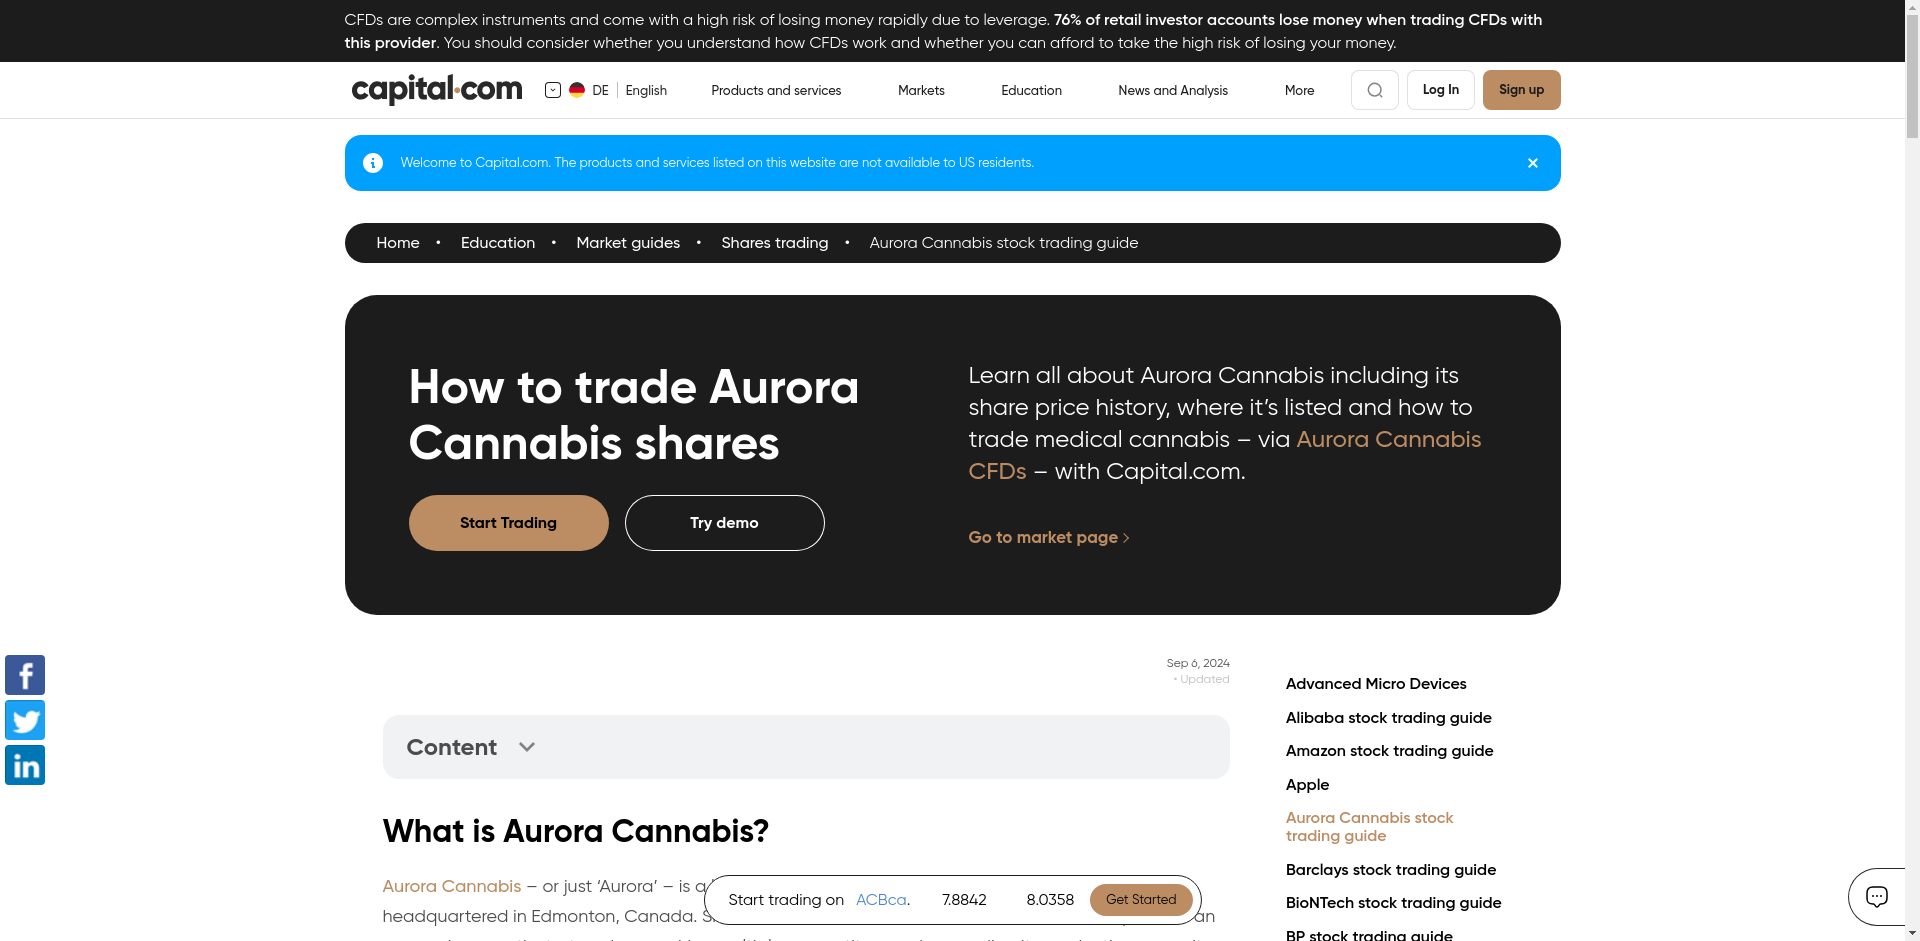 CFDs are complex instruments and come with a high risk of losing money rapidly due to leverage. 76% of retail investor accounts lose money when trading CFDs with
this provider. You should consider whether you understand how CFDs work and whether you can afford to take the high risk of losing your money.
capital.com
DE English
Products and services
Markets
Education
News and Analysis
More
Log In
Sign up
Welcome to Capital.com. The products and services listed on this website are not available to US residents.
Home • Education • Market guides • Shares trading • Aurora Cannabis stock trading guide
How to trade Aurora
Cannabis shares
Start Trading
Try demo
Learn all about Aurora Cannabis including its
share price history, where it’s listed and how to
trade medical cannabis – via Aurora Cannabis
CFDs – with Capital.com.
Go to market page
Sep 6, 2024
• Updated
Content
What is Aurora Cannabis?
Aurora Cannabis – or just ‘Aurora’ – is a
headquartered in Edmonton, Canada.
an
Start trading on ACBca. 7.8842 8.0358 Get Started
Advanced Micro Devices
Alibaba stock trading guide
Amazon stock trading guide
Apple
Aurora Cannabis stock
trading guide
Barclays stock trading guide
BioNTech stock trading guide
BP stock trading guide